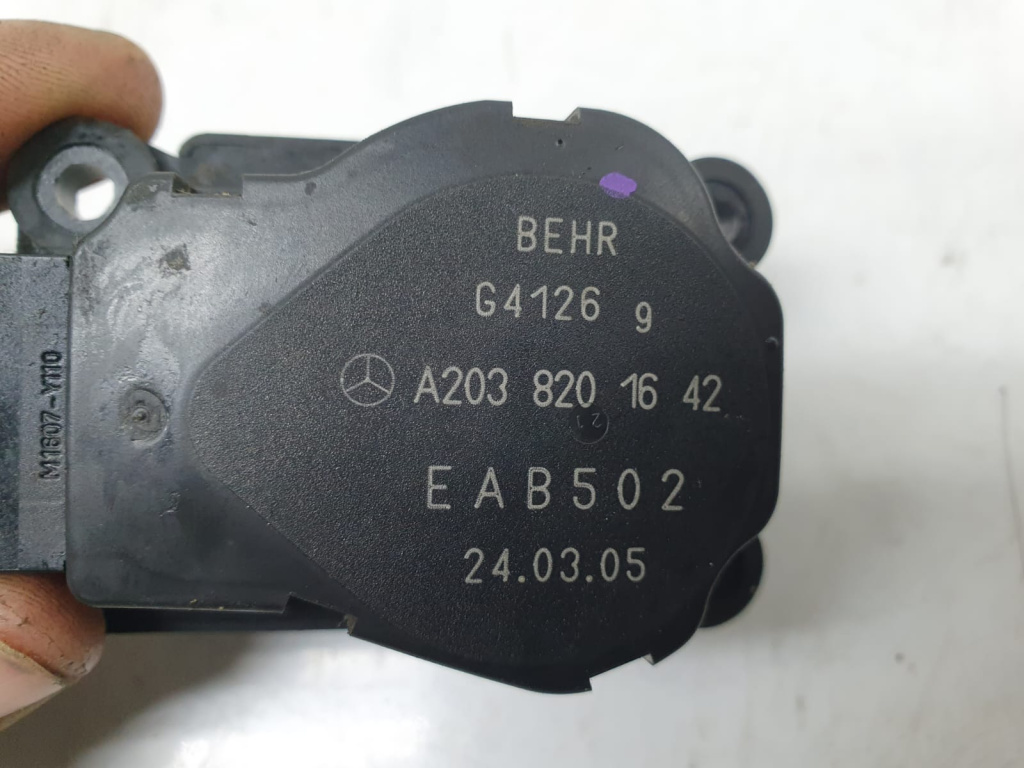 BEHR
G4126 9
A203 820 16 42
EAB502
24.03.05
M1607-Y110